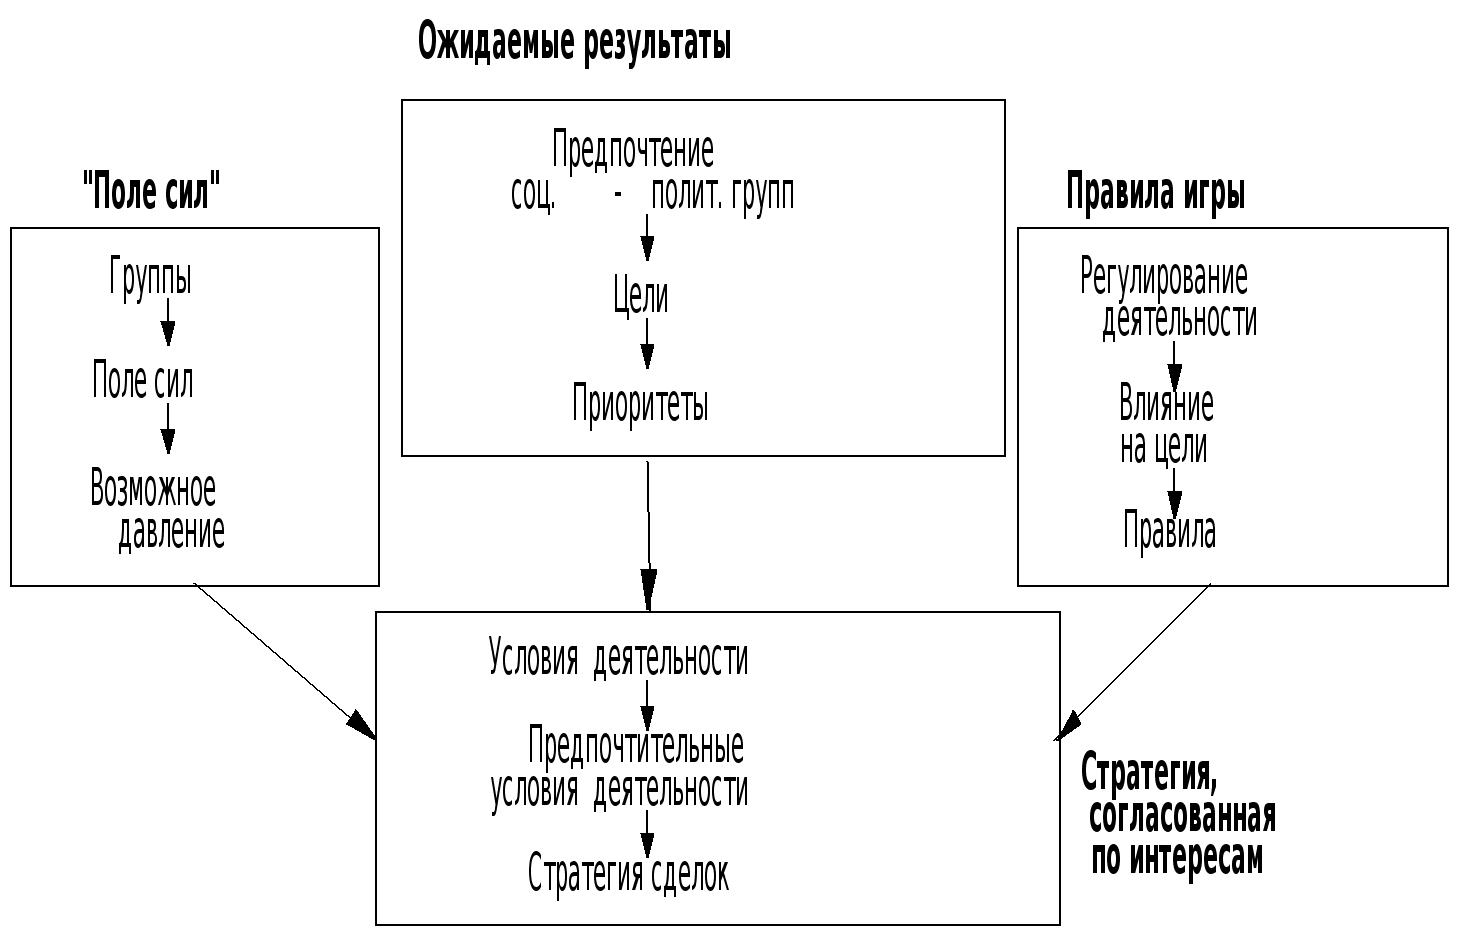 Ожидаемые результаты
Предпочтение
соц. - полит. групп
Цели
Приоритеты
"Поле сил"
Группы
Поле сил
Возможное
давление
Правила игры
Регулирование
деятельности
Влияние
на цели
Правила
Условия деятельности
Предпочтительные
условия деятельности
Стратегия сделок
Стратегия,
согласованная
по интересам